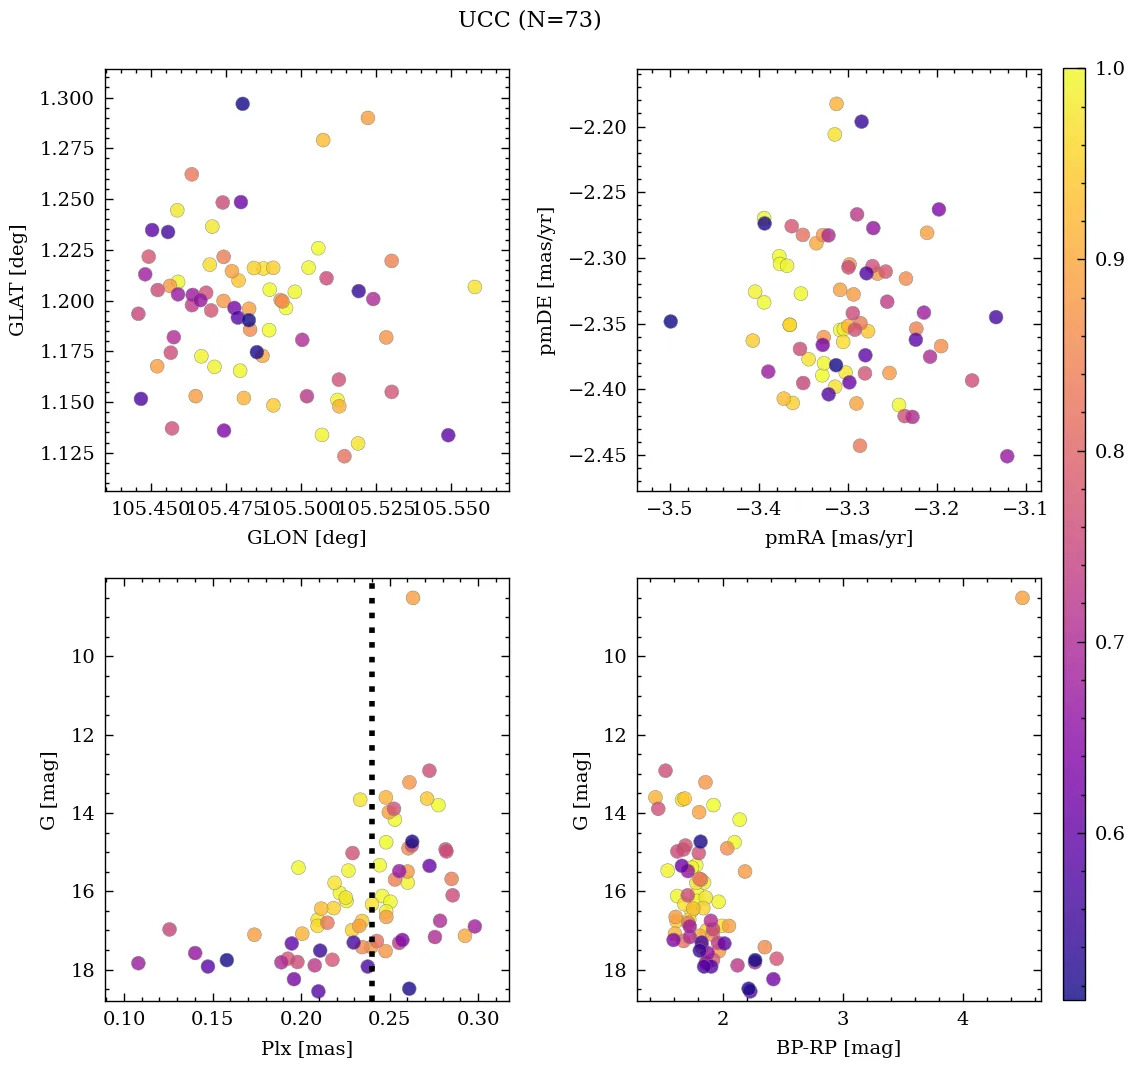 UCC (N=73)
1.300
1.275
1.250
1.225
1.200
1.175
1.150
1.125
GLAT [deg]
105.450 105.475 105.500 105.525 105.550
GLON [deg]
−2.20
−2.25
−2.30
−2.35
−2.40
−2.45
pmDE [mas/yr]
−3.5 −3.4 −3.3 −3.2 −3.1
pmRA [mas/yr]
10
12
14
16
18
G [mag]
0.10 0.15 0.20 0.25 0.30
Plx [mas]
10
12
14
16
18
G [mag]
2 3 4
BP-RP [mag]
1.0
0.9
0.8
0.7
0.6